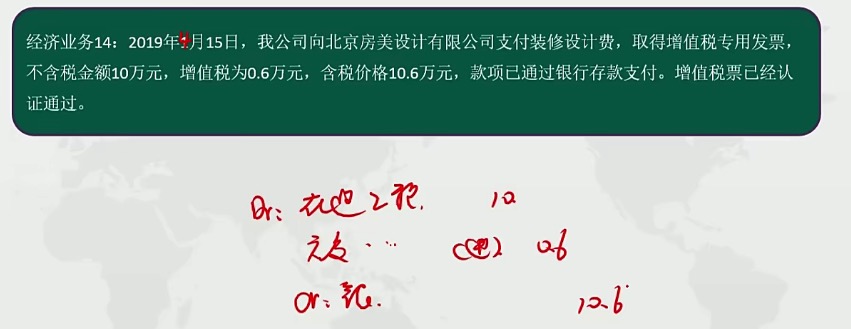 经济业务14：2019年月15日，我公司向北京房美设计有限公司支付装修设计费，取得增值税专用发票，
不含税金额10万元，增值税为0.6万元，含税价格10.6万元，款项已通过银行存款支付。增值税票已经认
证通过。
Dr：在建工程. 10
应交 ... 0.6
Cr：银. 10.6